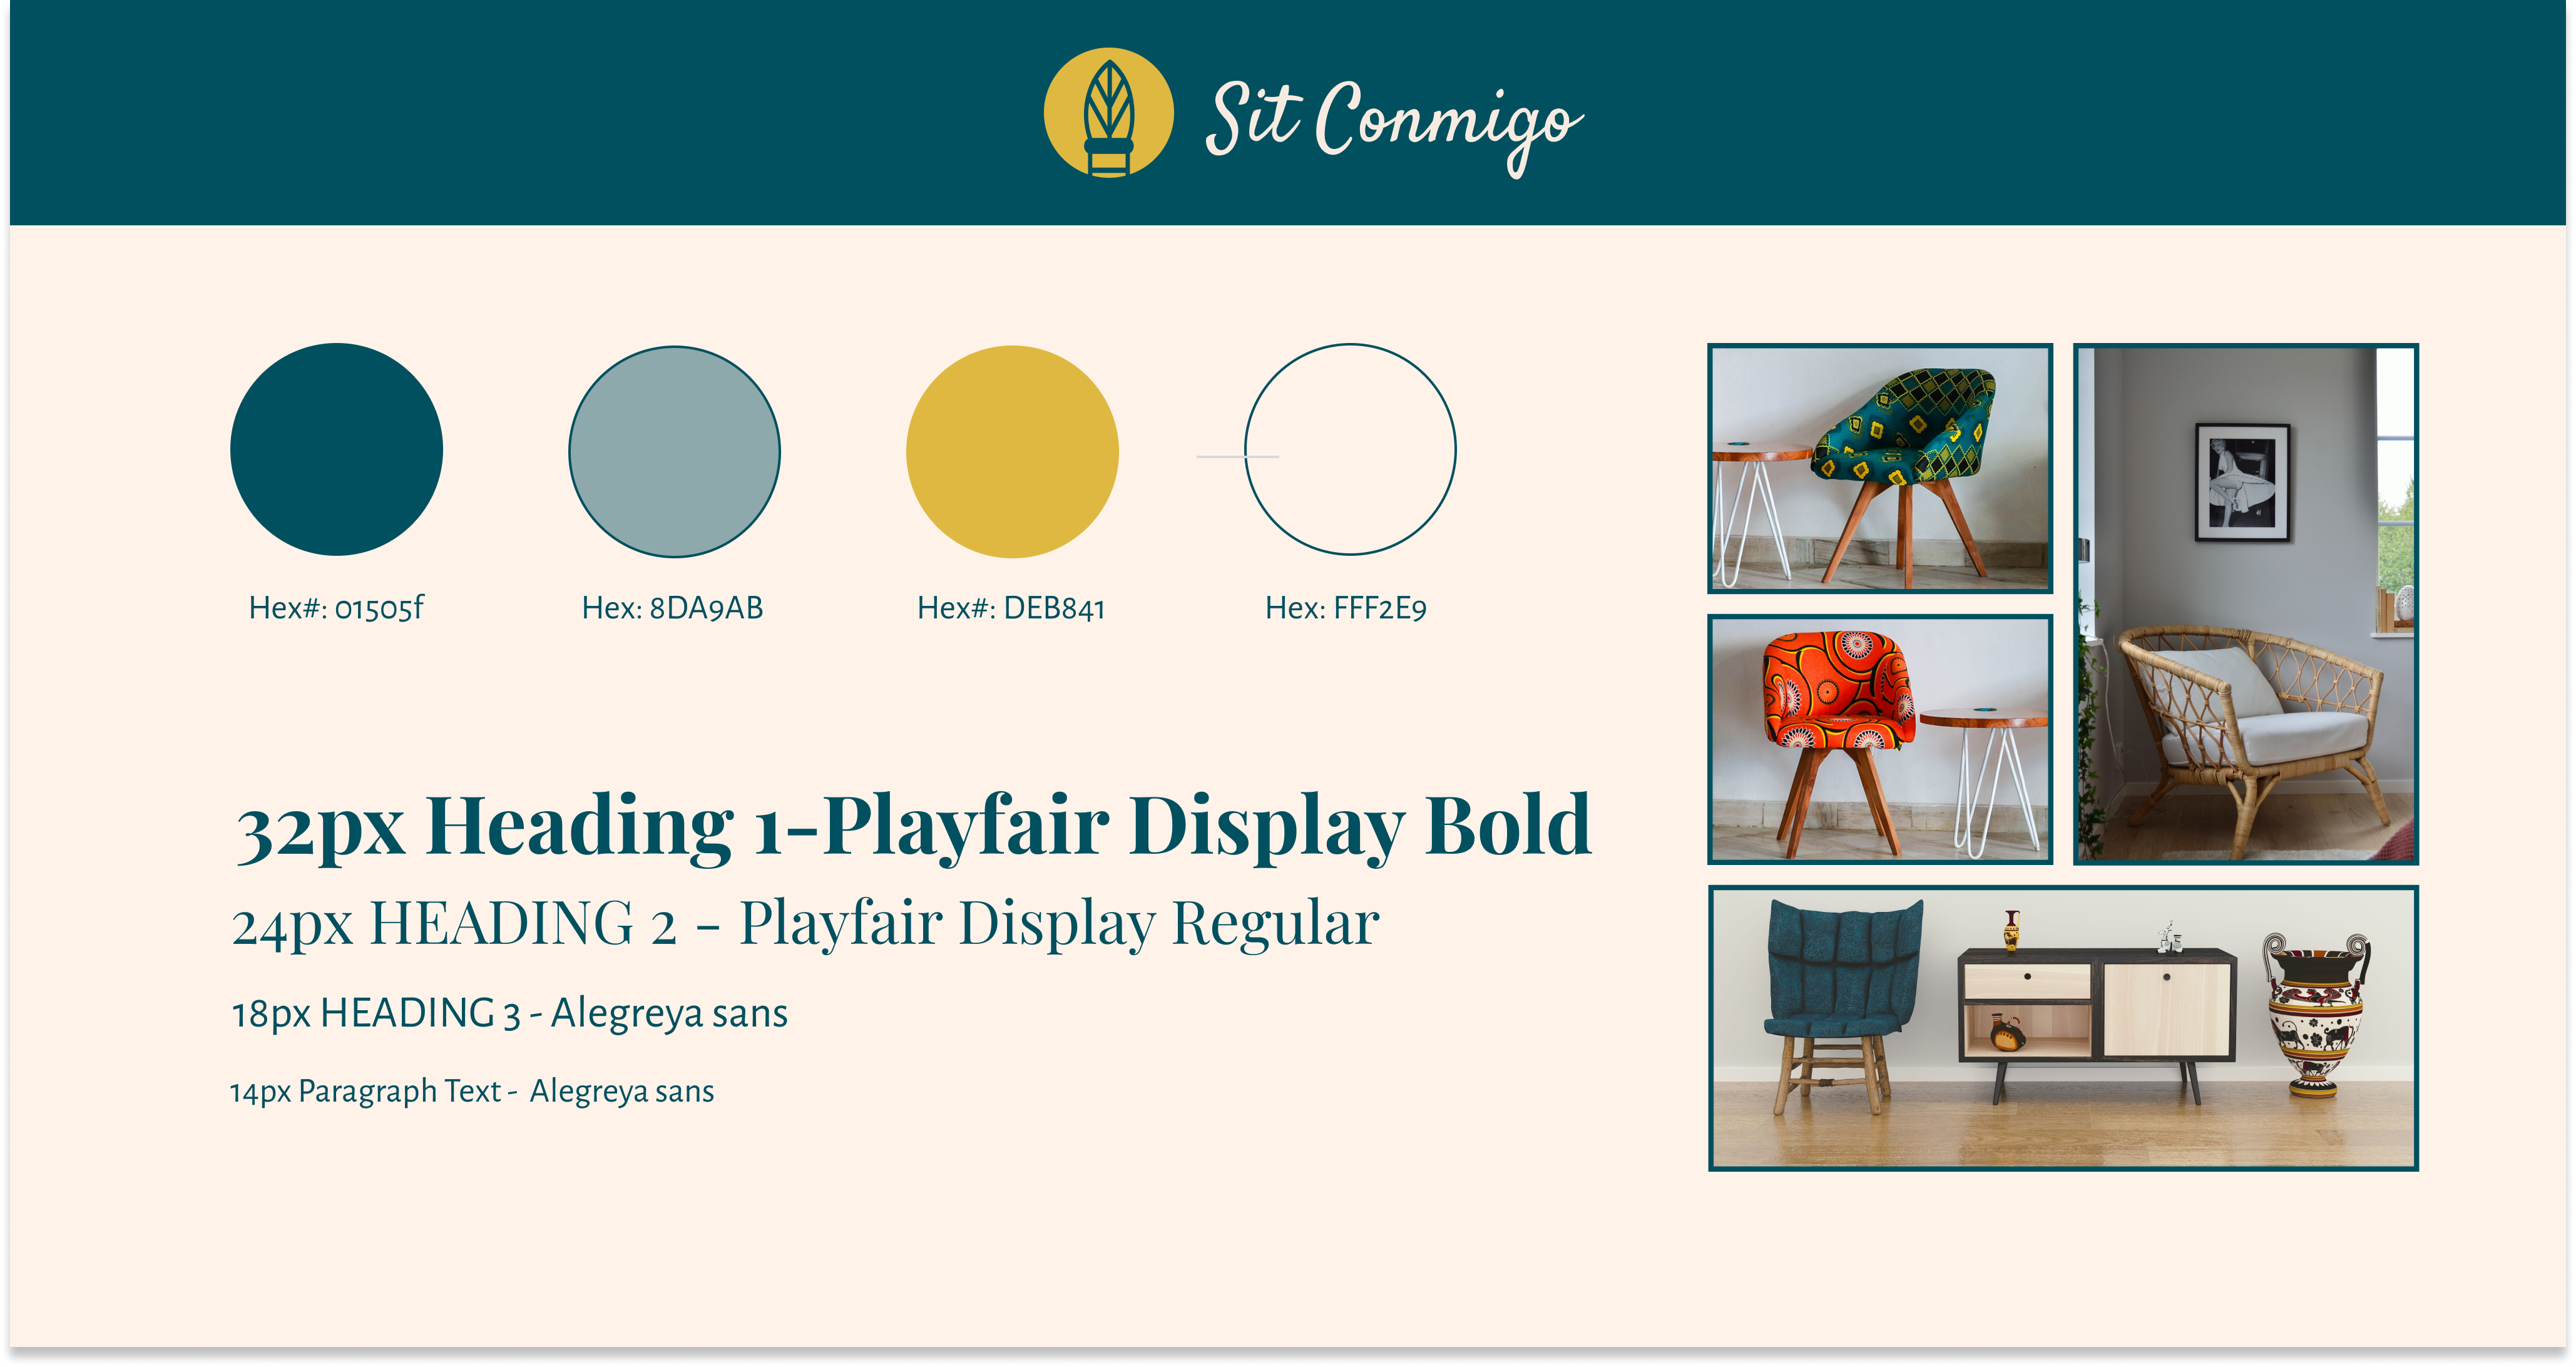 Sit Conmigo
Hex#: 01505f
Hex: 8DA9AB
Hex#: DEB841
Hex: FFF2E9
32px Heading 1-Playfair Display Bold
24px HEADING 2 - Playfair Display Regular
18px HEADING 3 - Alegreya sans
14px Paragraph Text - Alegreya sans